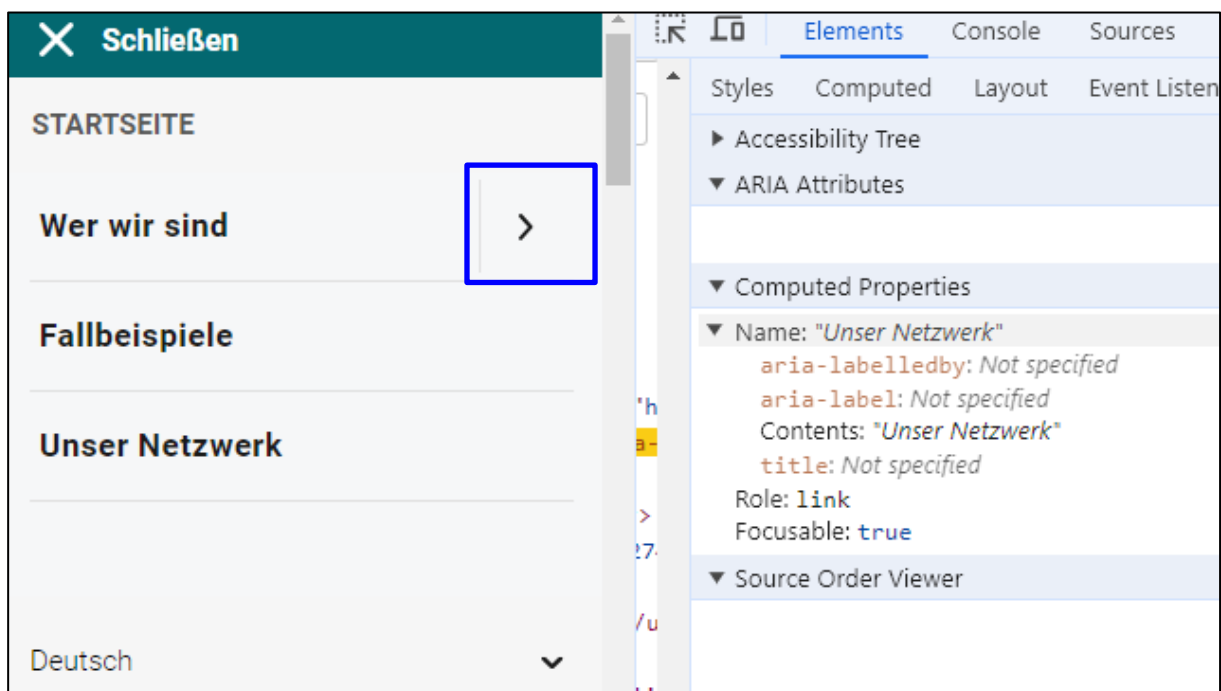 Schließen
STARTSEITE
Wer wir sind
Fallbeispiele
Unser Netzwerk
Deutsch
"h
a-
>
27.
/u
Elements Console Sources
Styles Computed Layout Event Listen
Accessibility Tree
ARIA Attributes
Computed Properties
Name: "Unser Netzwerk"
aria-labelledby: Not specified
aria-label: Not specified
Contents: "Unser Netzwerk"
title: Not specified
Role: link
Focusable: true
Source Order Viewer